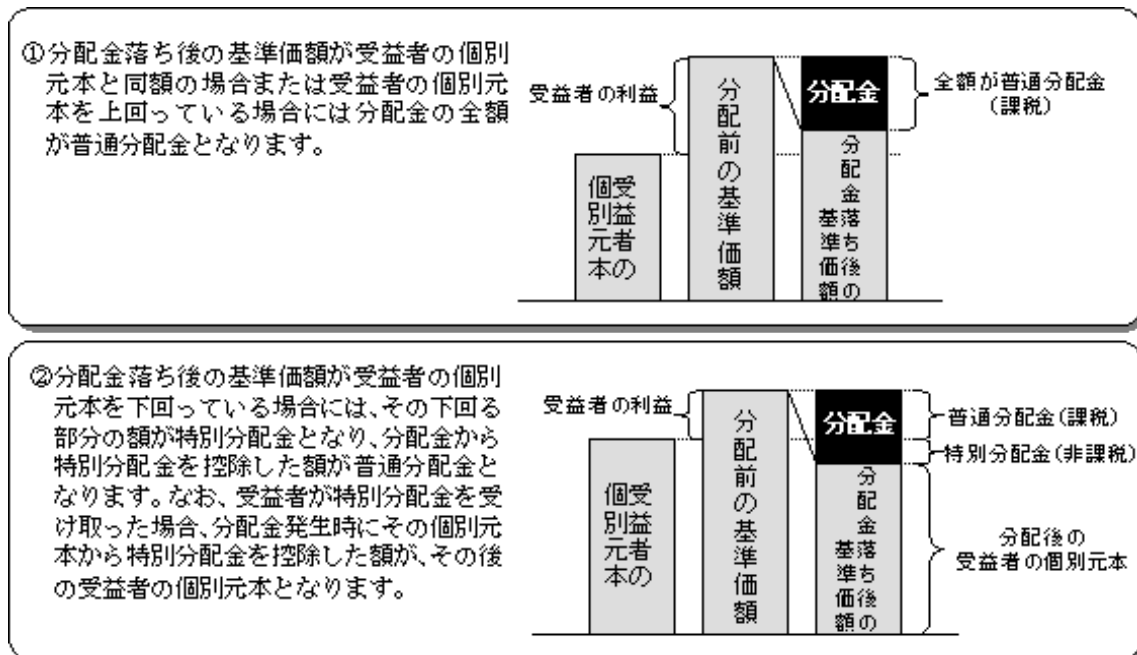 ①分配金落ち後の基準価額が受益者の個別
元本と同額の場合または受益者の個別元
本を上回っている場合には分配金の全額
が普通分配金となります。
受益者の利益
受益者の
個別元本
分配前の基準価額
分配金
分配金落ち後の
基準価額
全額が普通分配金
(課税)
②分配金落ち後の基準価額が受益者の個別
元本を下回っている場合には、その下回る
部分の額が特別分配金となり、分配金から
特別分配金を控除した額が普通分配金と
なります。なお、受益者が特別分配金を受
け取った場合、分配金発生時にその個別元
本から特別分配金を控除した額が、その後
の受益者の個別元本となります。
受益者の利益
受益者の
個別元本
分配前の基準価額
分配金
分配金落ち後の
基準価額
普通分配金(課税)
特別分配金(非課税)
分配後の
受益者の個別元本